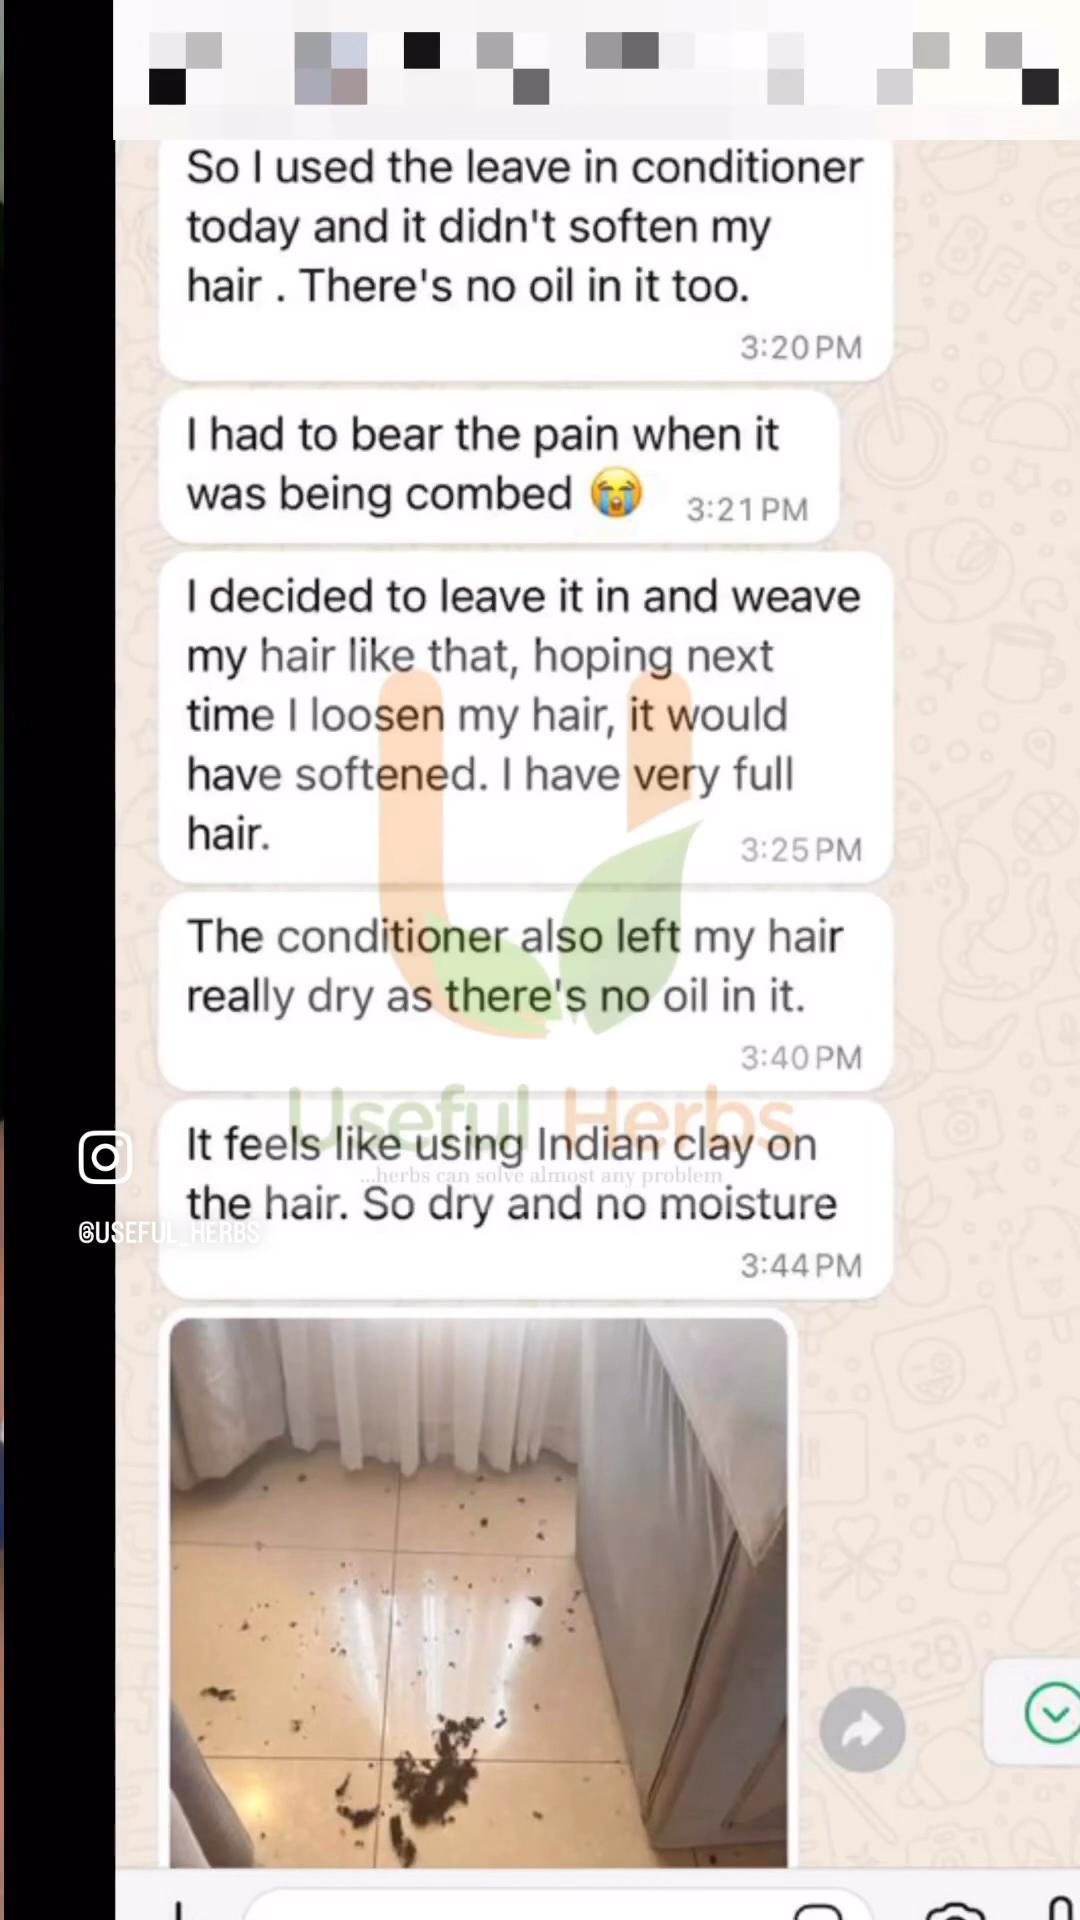 So I used the leave in conditioner
today and it didn't soften my
hair . There's no oil in it too.
3:20 PM
I had to bear the pain when it
was being combed 😭 3:21 PM
I decided to leave it in and weave
my hair like that, hoping next
time I loosen my hair, it would
have softened. I have very full
hair.
3:25 PM
The conditioner also left my hair
really dry as there's no oil in it.
3:40 PM
Useful Herbs
It feels like using Indian clay on
...herbs can solve almost any problem
the hair. So dry and no moisture
@USEFUL_HERBS
3:44 PM